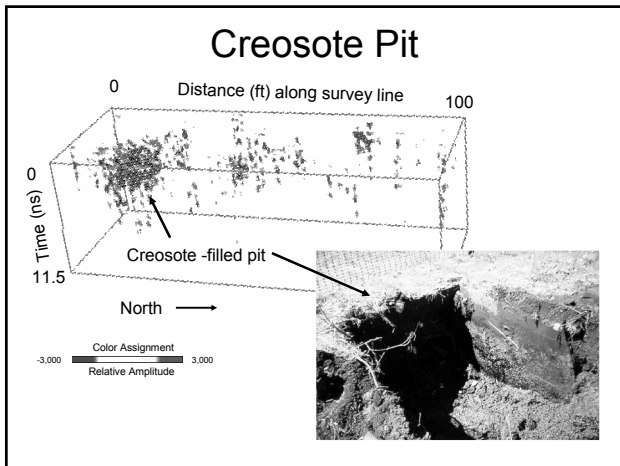 Creosote Pit
0
Distance (ft) along survey line
100
0
Time (ns)
11.5
Creosote -filled pit
North
Color Assignment
-3,000
3,000
Relative Amplitude